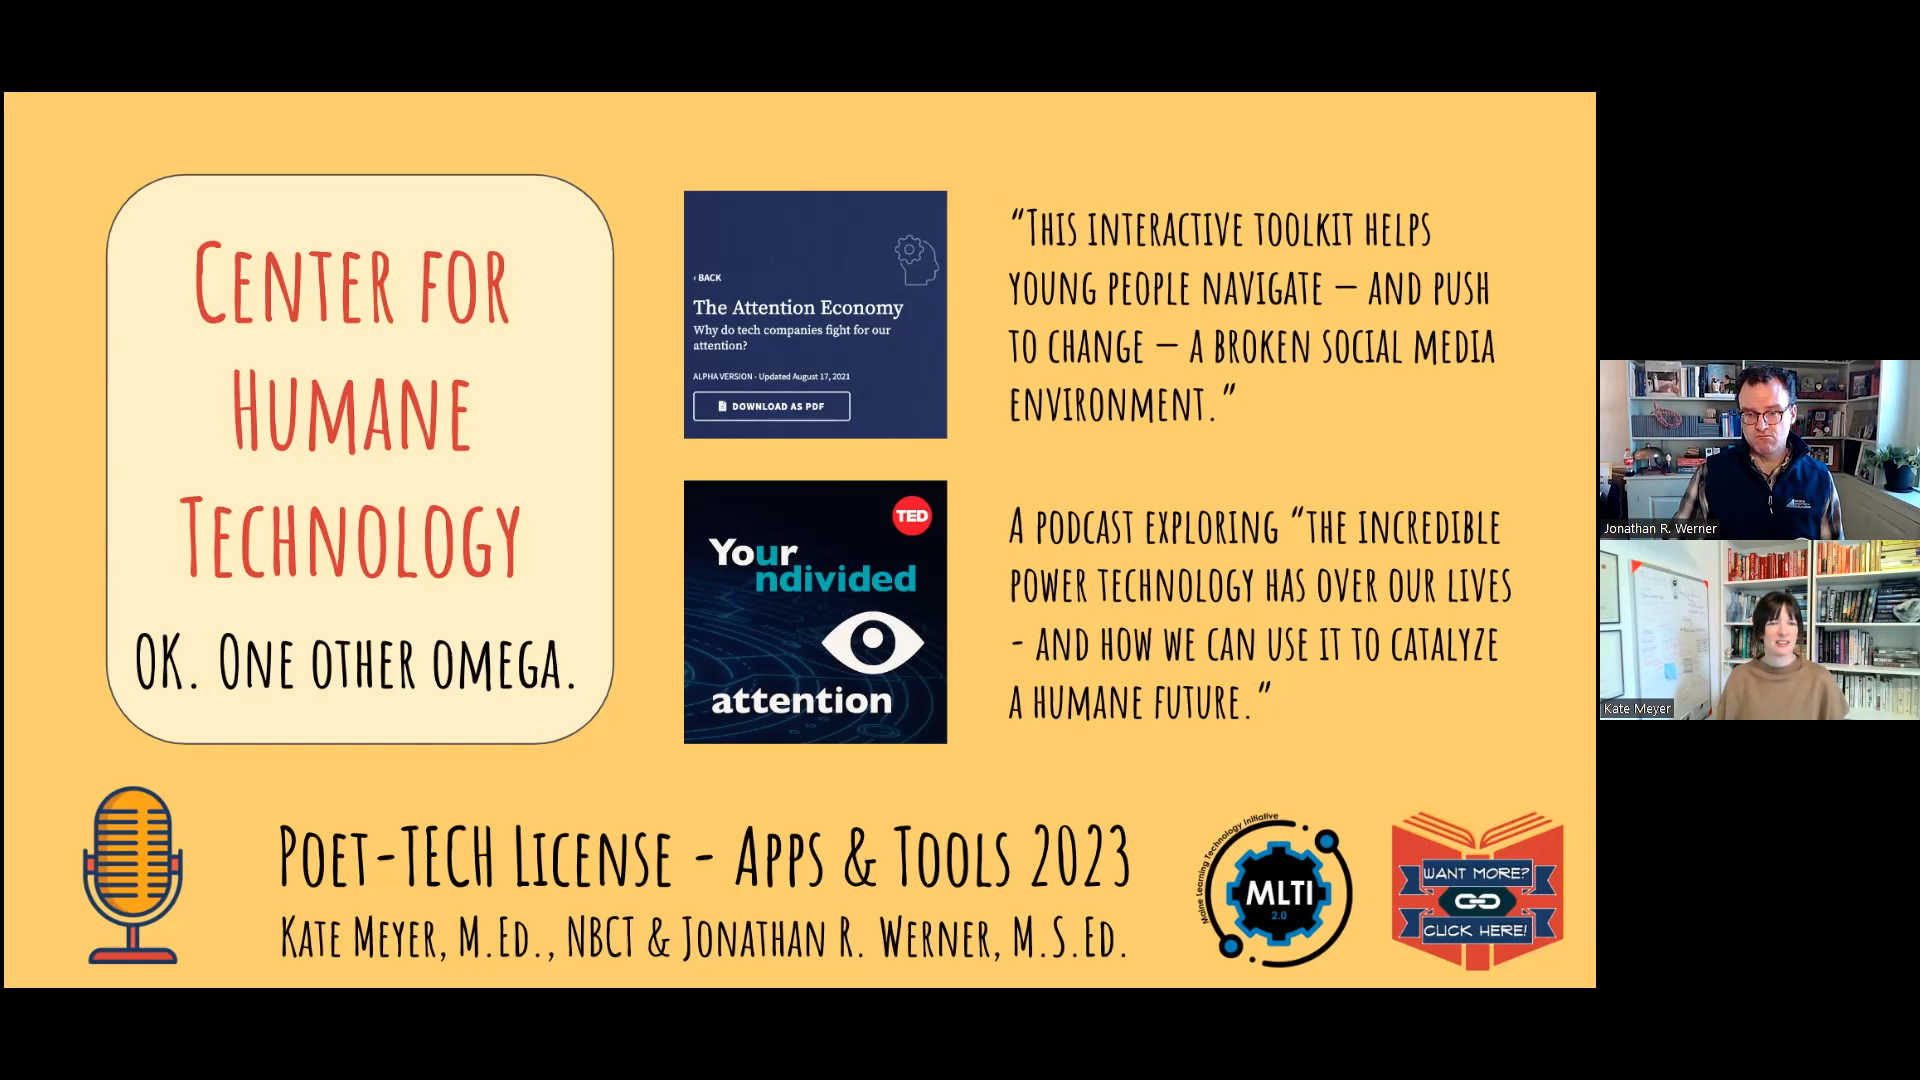 Center for
Humane
Technology
OK. One other omega.
‹ BACK
The Attention Economy
Why do tech companies fight for our
attention?
ALPHA VERSION - Updated August 17, 2021
DOWNLOAD AS PDF
“This interactive toolkit helps
young people navigate — and push
to change — a broken social media
environment.”
TED
Your
ndivided
attention
A podcast exploring “the incredible
power technology has over our lives
- and how we can use it to catalyze
a humane future.”
Poet-TECH License - Apps & Tools 2023
Kate Meyer, M.Ed., NBCT & Jonathan R. Werner, M.S.Ed.
Maine Learning Technology Initiative
MLTI
2.0
WANT MORE?
CLICK HERE!
Jonathan R. Werner
Kate Meyer